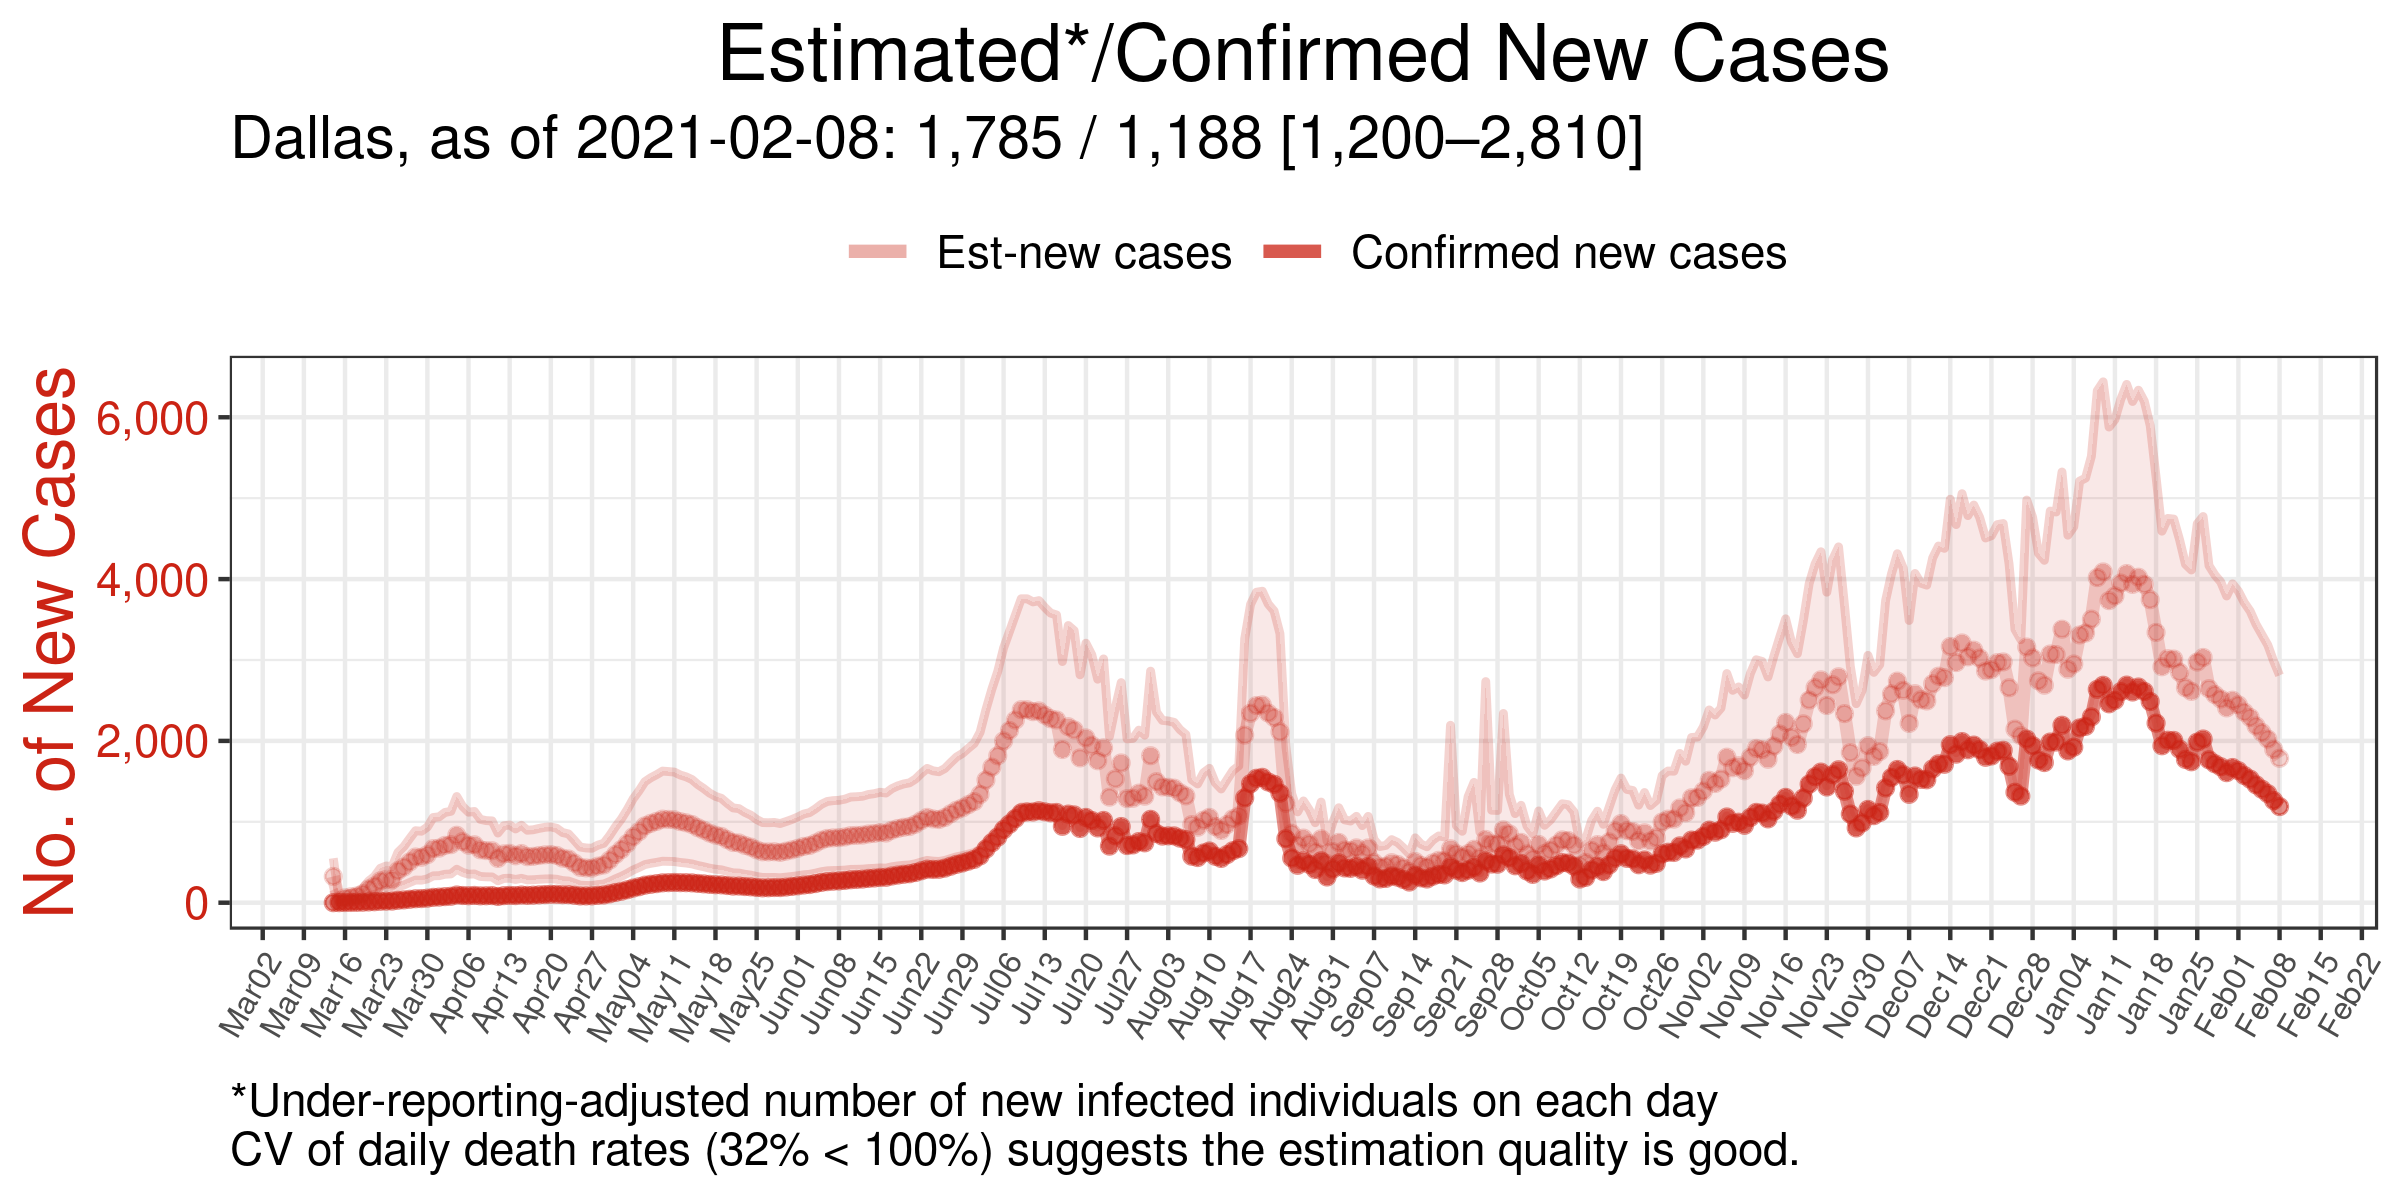 Estimated*/Confirmed New Cases
Dallas, as of 2021-02-08: 1,785 / 1,188 [1,200–2,810]
Est-new cases Confirmed new cases
No. of New Cases
6,000
4,000
2,000
0
Mar02 Mar09 Mar16 Mar23 Mar30 Apr06 Apr13 Apr20 Apr27 May04 May11 May18 May25 Jun01 Jun08 Jun15 Jun22 Jun29 Jul06 Jul13 Jul20 Jul27 Aug03 Aug10 Aug17 Aug24 Aug31 Sep07 Sep14 Sep21 Sep28 Oct05 Oct12 Oct19 Oct26 Nov02 Nov09 Nov16 Nov23 Nov30 Dec07 Dec14 Dec21 Dec28 Jan04 Jan11 Jan18 Jan25 Feb01 Feb08 Feb15 Feb22
*Under-reporting-adjusted number of new infected individuals on each day
CV of daily death rates (32% < 100%) suggests the estimation quality is good.